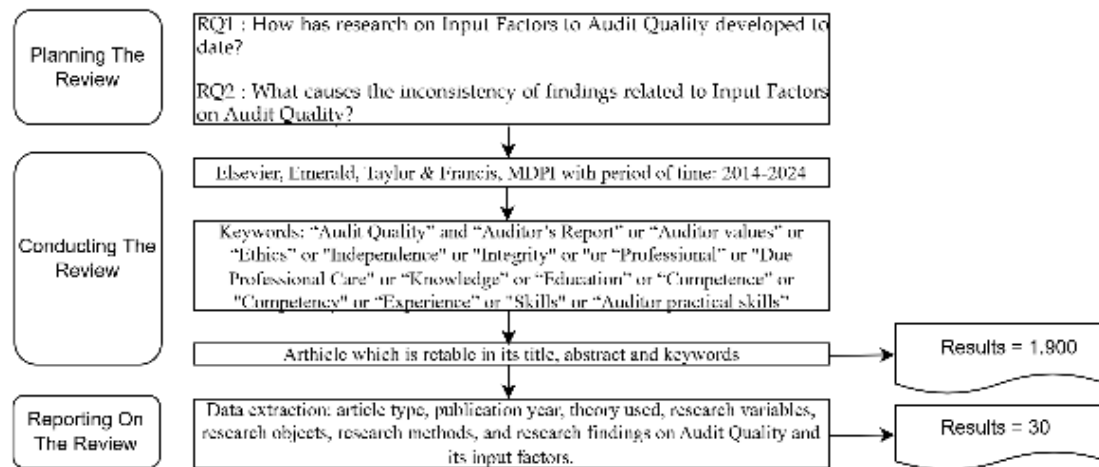 Planning The
Review
RQ1 : How has research on Input Factors to Audit Quality developed to
date?
RQ2 : What causes the inconsistency of findings related to Input Factors
on Audit Quality?
Conducting The
Review
Elsevier, Emerald, Taylor & Francis, MDPI with period of time: 2014-2024
Keywords: “Audit Quality” and “Auditor’s Report” or “Auditor values” or
“Ethics” or "Independence" or "Integrity" or "or “Professional” or "Due
Professional Care" or “Knowledge” or “Education” or “Competence” or
"Competency" or “Experience” or "Skills" or “Auditor practical skills”
Arthicle which is retable in its title, abstract and keywords
Results = 1.900
Reporting On
The Review
Data extraction: article type, publication year, theory used, research variables,
research objects, research methods, and research findings on Audit Quality and
its input factors.
Results = 30